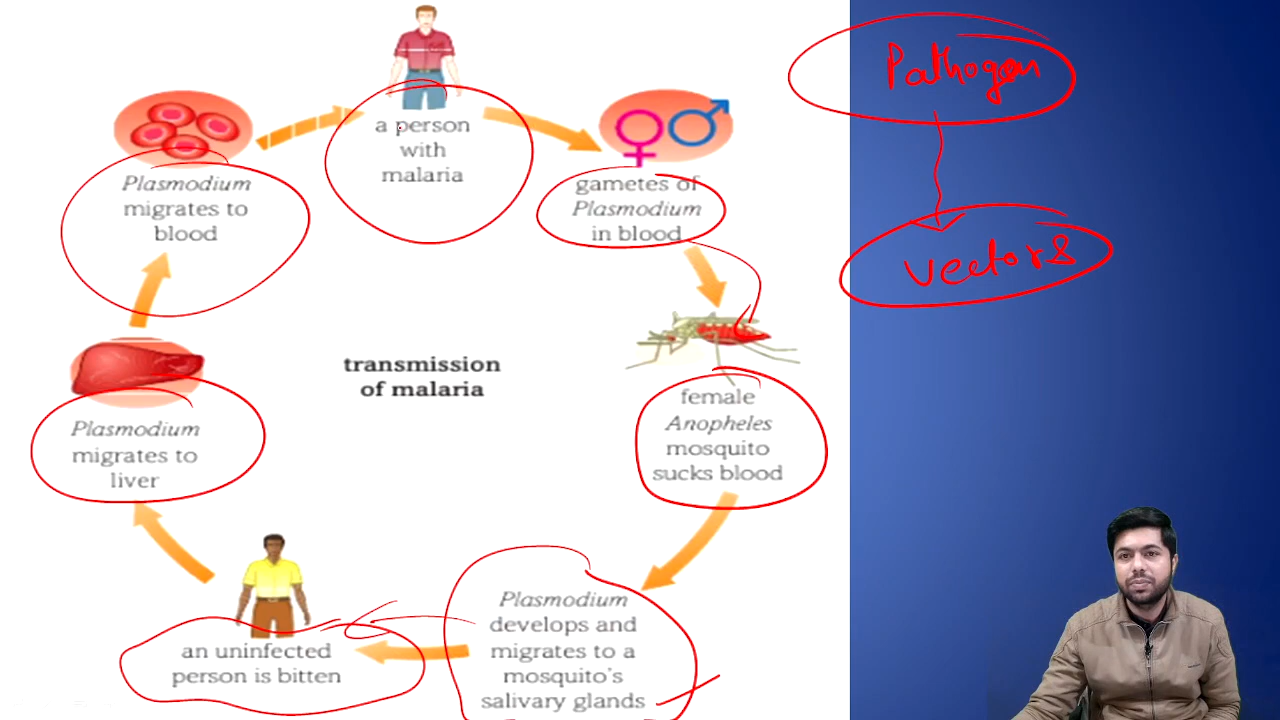 a person
with
malaria
gametes of
Plasmodium
in blood
female
Anopheles
mosquito
sucks blood
Plasmodium
develops and
migrates to a
mosquito's
salivary glands
an uninfected
person is bitten
Plasmodium
migrates to
liver
Plasmodium
migrates to
blood
transmission
of malaria
Pathogen
vectors